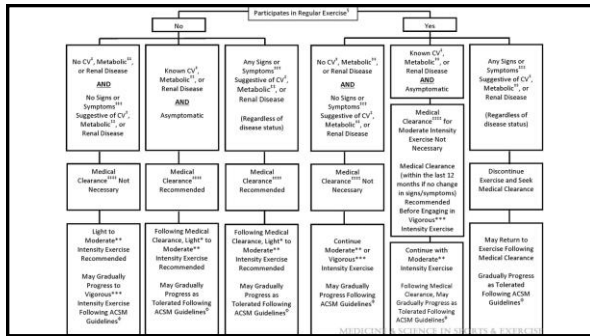 Participates in Regular Exercise
No
Yes
No CV, Metabolic,
or Renal Disease
AND
No Signs or
Symptoms
Suggestive of CV,
Metabolic, or
Renal Disease
Known CV,
Metabolic, or
Renal Disease
AND
Asymptomatic
Any Signs or
Symptoms
Suggestive of CV,
Metabolic, or
Renal Disease
(Regardless of
disease status)
No CV, Metabolic,
or Renal Disease
AND
No Signs or
Symptoms
Suggestive of CV,
Metabolic, or
Renal Disease
Known CV,
Metabolic, or
Renal Disease
AND
Asymptomatic
Any Signs or
Symptoms
Suggestive of CV,
Metabolic, or
Renal Disease
(Regardless of
disease status)
Medical
Clearance Not
Necessary
Medical
Clearance
Recommended
Medical
Clearance
Recommended
Medical
Clearance Not
Necessary
Medical
Clearance for
Moderate Intensity
Exercise Not
Necessary
Medical Clearance
(within the last 12
months if no change
in signs/symptoms)
Recommended
Before Engaging in
Vigorous***
Intensity Exercise
Discontinue
Exercise and Seek
Medical Clearance
Light to
Moderate**
Intensity Exercise
Recommended
May Gradually
Progress to
Vigorous***
Intensity Exercise
Following ACSM
Guidelines
Following Medical
Clearance, Light* to
Moderate**
Intensity Exercise
Recommended
May Gradually
Progress as
Tolerated Following
ACSM Guidelines
Following Medical
Clearance, Light* to
Moderate**
Intensity Exercise
Recommended
May Gradually
Progress as
Tolerated Following
ACSM Guidelines
Continue
Moderate** or
Vigorous***
Intensity Exercise
May Gradually
Progress Following
ACSM Guidelines
Continue with
Moderate**
Intensity Exercise
Following Medical
Clearance, May Gradually
Progress as Tolerated
Following ACSM
Guidelines
May Return to
Exercise Following
Medical Clearance
Gradually Progress as
Tolerated Following
ACSM Guidelines
MEDICINE & SCIENCE IN SPORTS & EXERCISE